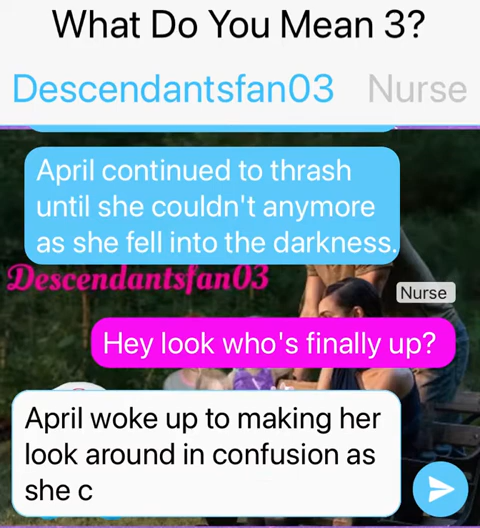 What Do You Mean 3?
Descendantsfan03 Nurse
April continued to thrash
until she couldn't anymore
as she fell into the darkness.
Descendantsfan03
Nurse
Hey look who's finally up?
April woke up to making her
look around in confusion as
she c